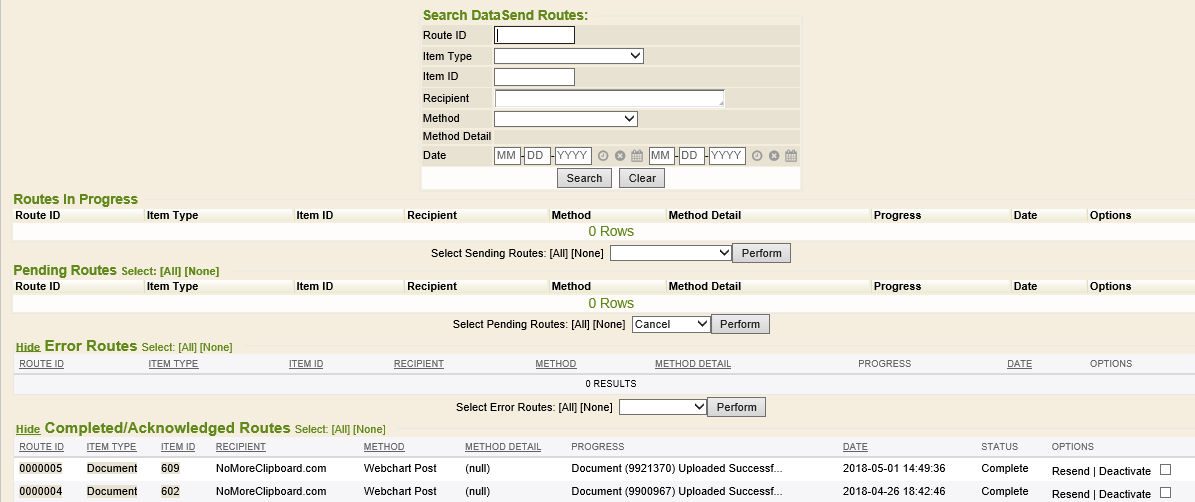 Search DataSend Routes:
Route ID
Item Type
Item ID
Recipient
Method
Method Detail
Date MM - DD - YYYY MM - DD - YYYY
Search Clear
Routes In Progress
Route ID Item Type Item ID Recipient Method Method Detail Progress Date Options
0 Rows
Select Sending Routes: [All] [None] Perform
Pending Routes Select: [All] [None]
Route ID Item Type Item ID Recipient Method Method Detail Progress Date Options
0 Rows
Select Pending Routes: [All] [None] Cancel Perform
Hide Error Routes Select: [All] [None]
ROUTE ID ITEM TYPE ITEM ID RECIPIENT METHOD METHOD DETAIL PROGRESS DATE OPTIONS
0 RESULTS
Select Error Routes: [All] [None] Perform
Hide Completed/Acknowledged Routes Select: [All] [None]
ROUTE ID ITEM TYPE ITEM ID RECIPIENT METHOD METHOD DETAIL PROGRESS DATE STATUS OPTIONS
0000005 Document 609 NoMoreClipboard.com Webchart Post (null) Document (9921370) Uploaded Successf... 2018-05-01 14:49:36 Complete Resend | Deactivate
0000004 Document 602 NoMoreClipboard.com Webchart Post (null) Document (9900967) Uploaded Successf... 2018-04-26 18:42:46 Complete Resend | Deactivate